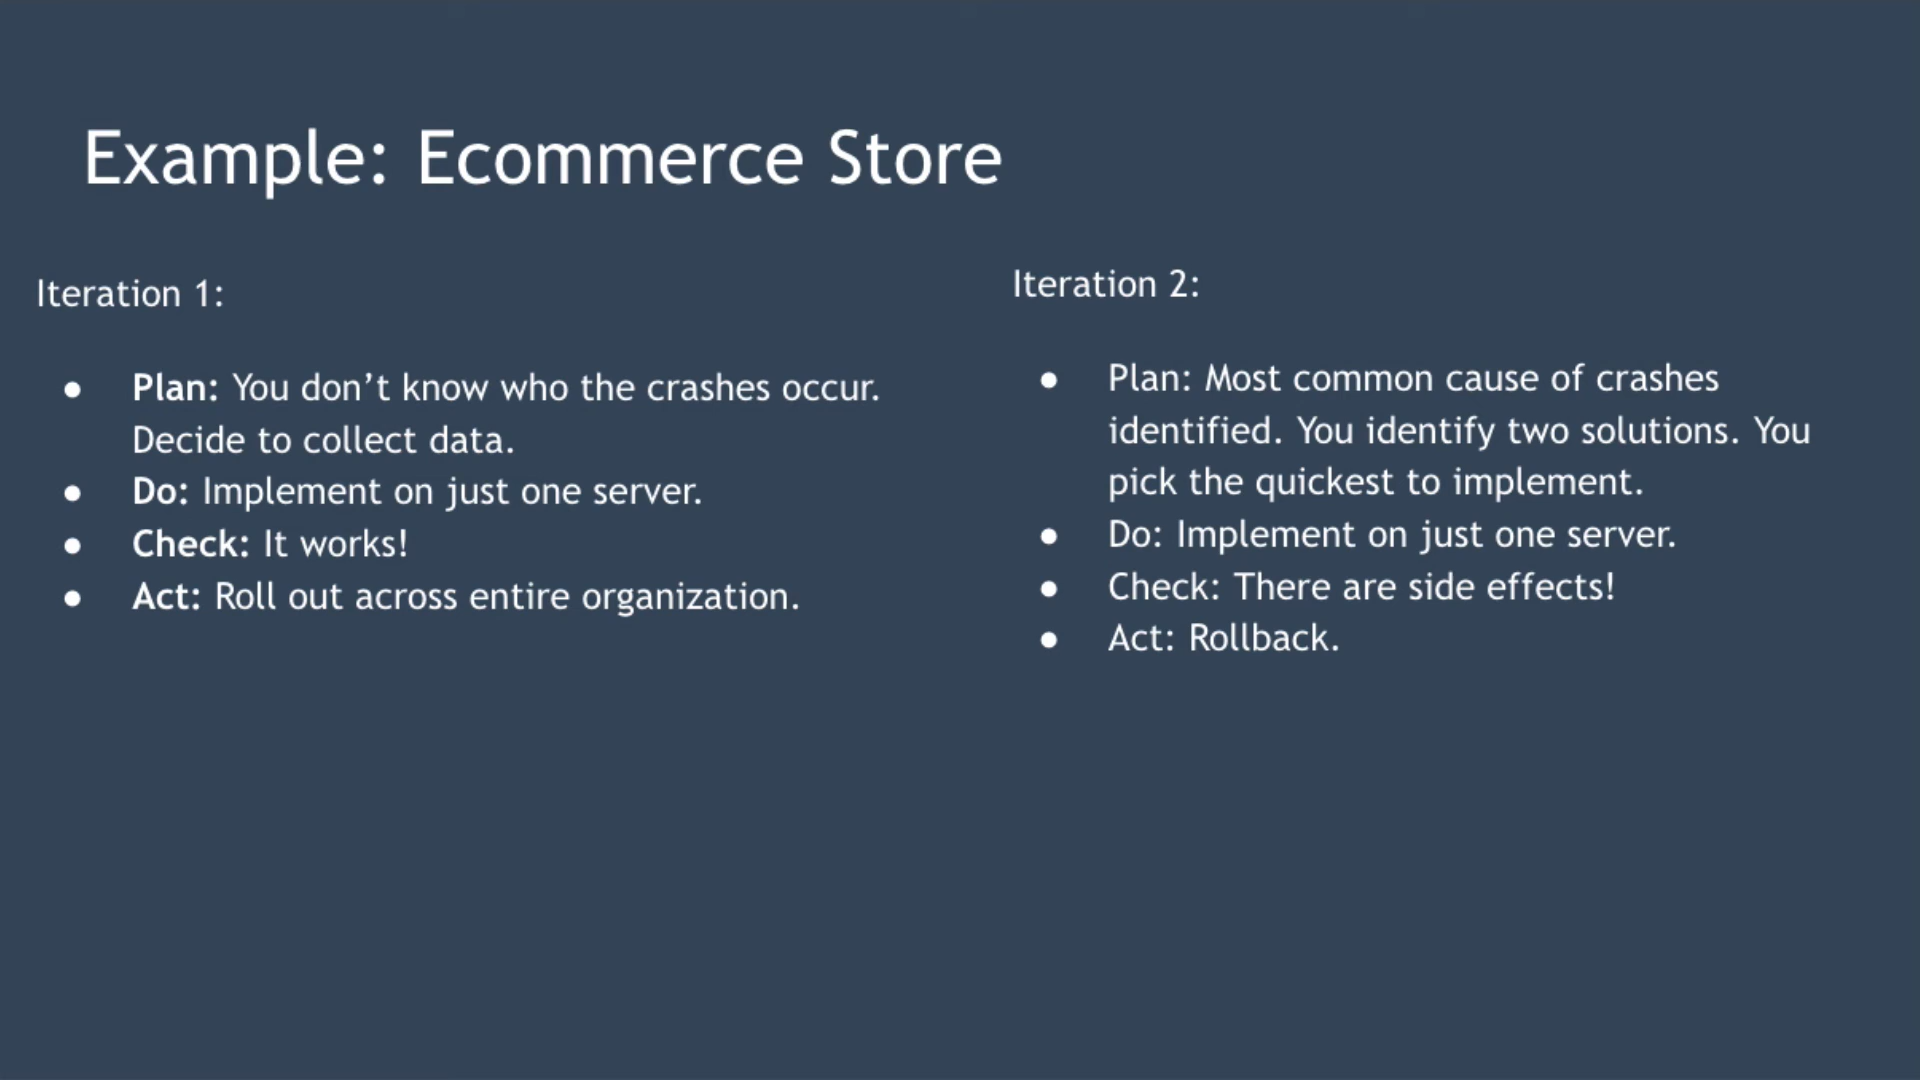 Example: Ecommerce Store
Iteration 1:
● Plan: You don’t know who the crashes occur.
Decide to collect data.
● Do: Implement on just one server.
● Check: It works!
● Act: Roll out across entire organization.
Iteration 2:
● Plan: Most common cause of crashes
identified. You identify two solutions. You
pick the quickest to implement.
● Do: Implement on just one server.
● Check: There are side effects!
● Act: Rollback.